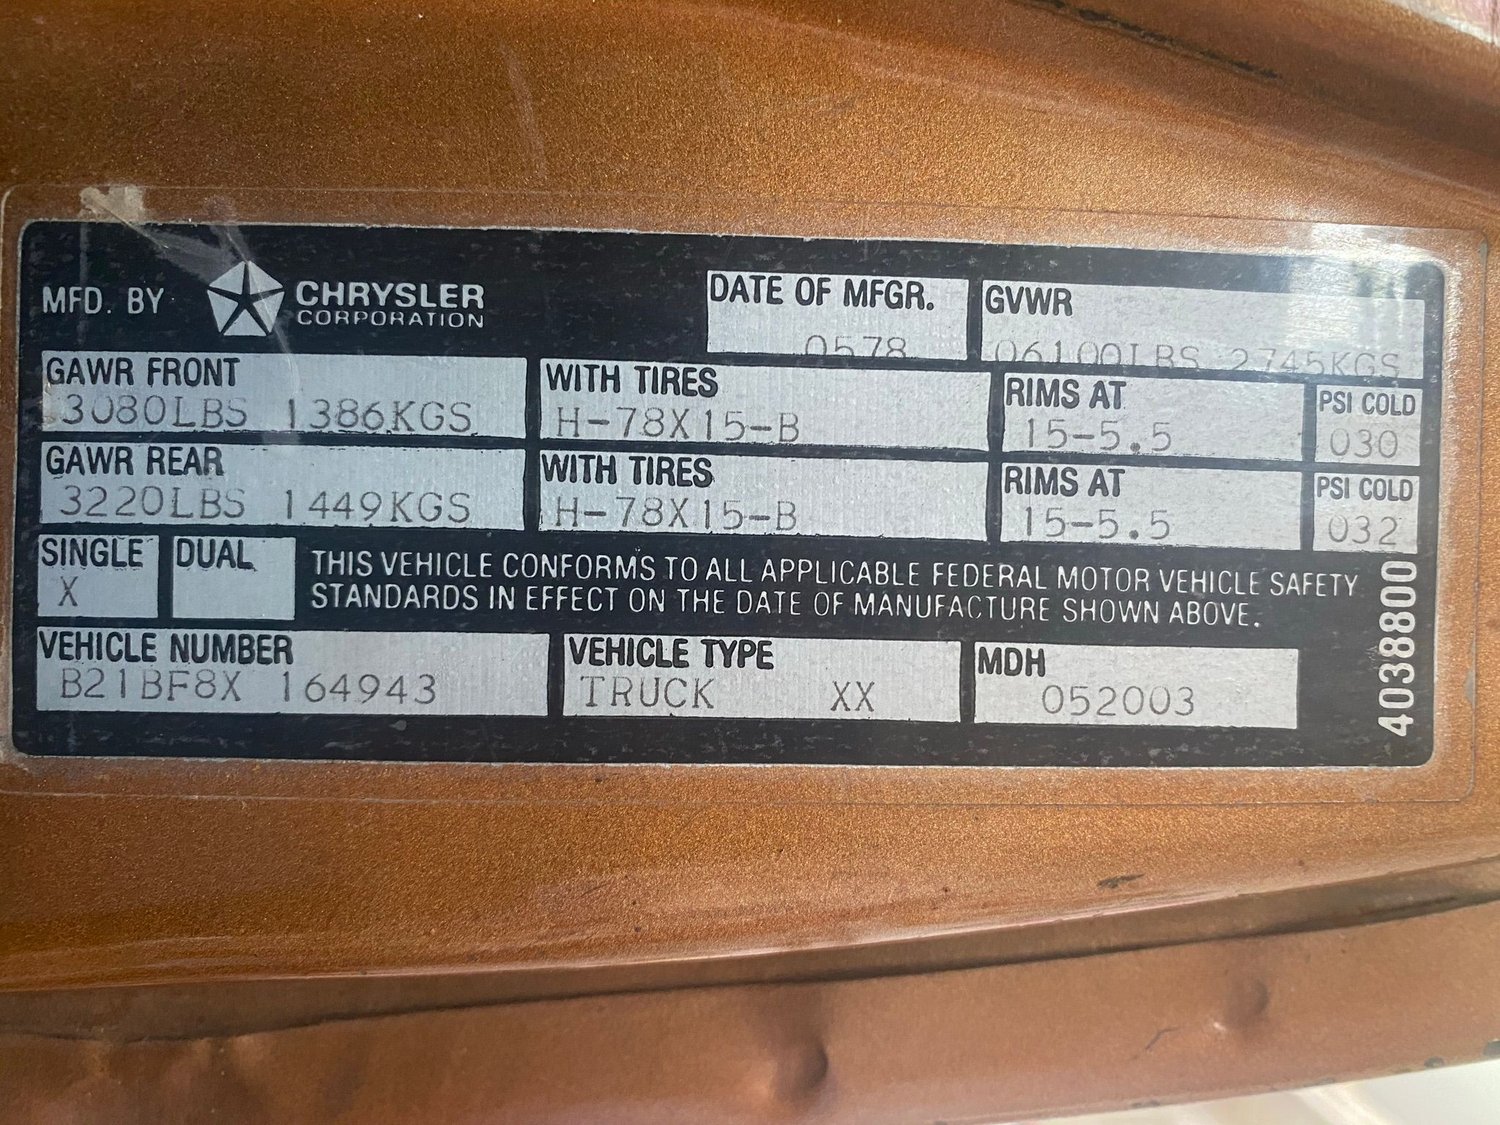 MFD. BY CHRYSLER CORPORATION
DATE OF MFGR.
0578
GVWR
06100LBS 2745KGS
GAWR FRONT
3080LBS 1386KGS
WITH TIRES
H-78X15-B
RIMS AT
15-5.5
PSI COLD
030
GAWR REAR
3220LBS 1449KGS
WITH TIRES
H-78X15-B
RIMS AT
15-5.5
PSI COLD
032
SINGLE
X
DUAL
THIS VEHICLE CONFORMS TO ALL APPLICABLE FEDERAL MOTOR VEHICLE SAFETY
STANDARDS IN EFFECT ON THE DATE OF MANUFACTURE SHOWN ABOVE.
VEHICLE NUMBER
B21BF8X 164943
VEHICLE TYPE
TRUCK XX
MDH
052003
4038800